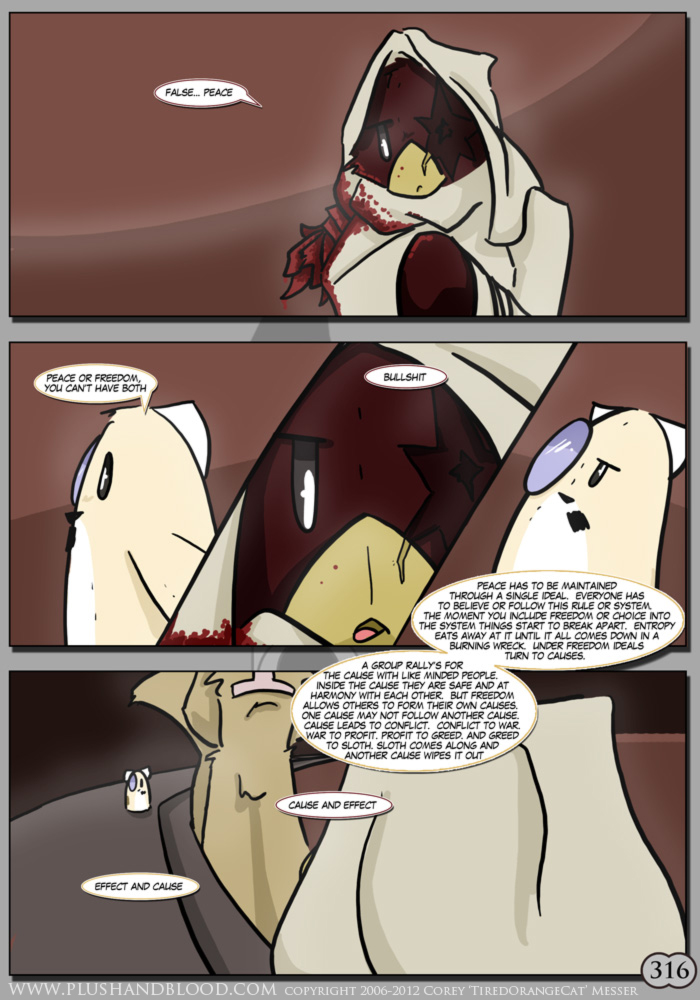 FALSE... PEACE
PEACE OR FREEDOM,
YOU CAN'T HAVE BOTH
BULLSHIT
PEACE HAS TO BE MAINTAINED
THROUGH A SINGLE IDEAL. EVERYONE HAS
TO BELIEVE OR FOLLOW THIS RULE OR SYSTEM.
THE MOMENT YOU INCLUDE FREEDOM OR CHOICE INTO
THE SYSTEM THINGS START TO BREAK APART. ENTROPY
EATS AWAY AT IT UNTIL IT ALL COMES DOWN IN A
BURNING WRECK. UNDER FREEDOM IDEALS
TURN TO CAUSES.
A GROUP RALLY'S FOR
THE CAUSE WITH LIKE MINDED PEOPLE.
INSIDE THE CAUSE THEY ARE SAFE AND AT
HARMONY WITH EACH OTHER. BUT FREEDOM
ALLOWS OTHERS TO FORM THEIR OWN CAUSES.
ONE CAUSE MAY NOT FOLLOW ANOTHER CAUSE.
CAUSE LEADS TO CONFLICT. CONFLICT TO WAR.
WAR TO PROFIT. PROFIT TO GREED. AND GREED
TO SLOTH. SLOTH COMES ALONG AND
ANOTHER CAUSE WIPES IT OUT
CAUSE AND EFFECT
EFFECT AND CAUSE
316
WWW.PLUSHANDBLOOD.COM COPYRIGHT 2006-2012 COREY 'TIREDORANGECAT' MESSER